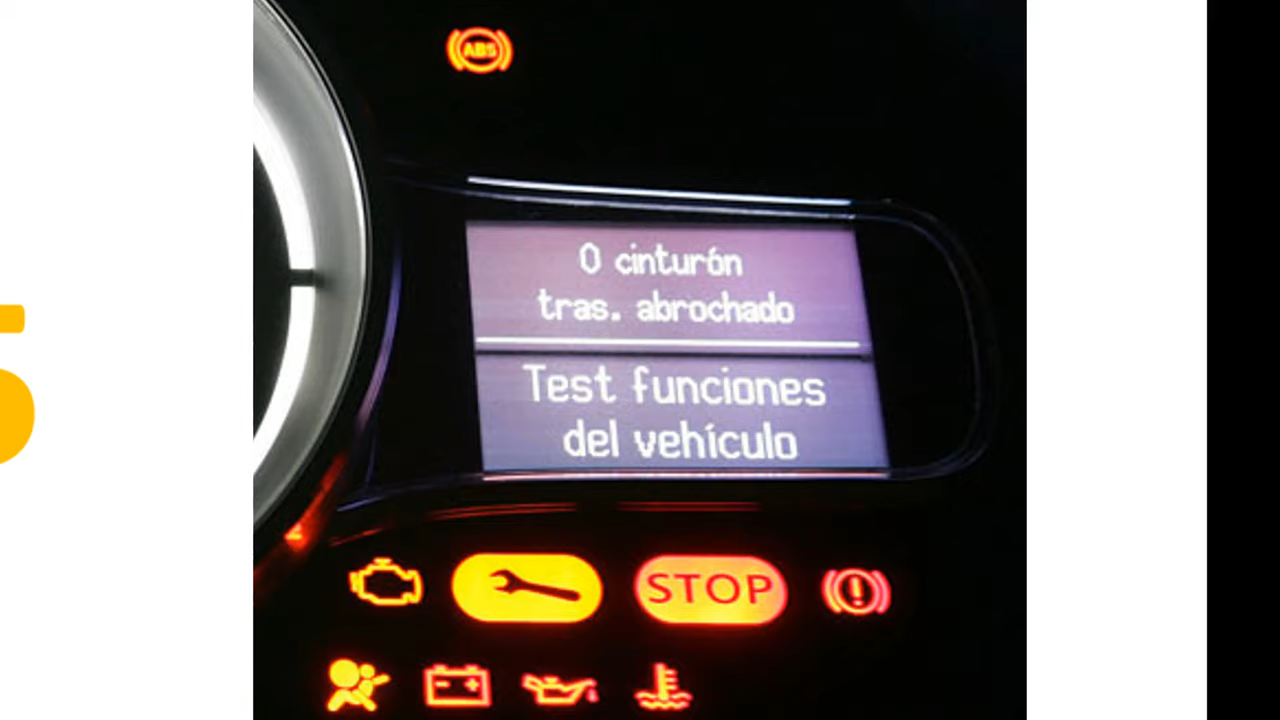 ABS
0 cinturón
tras. abrochado
Test funciones
del vehículo
STOP